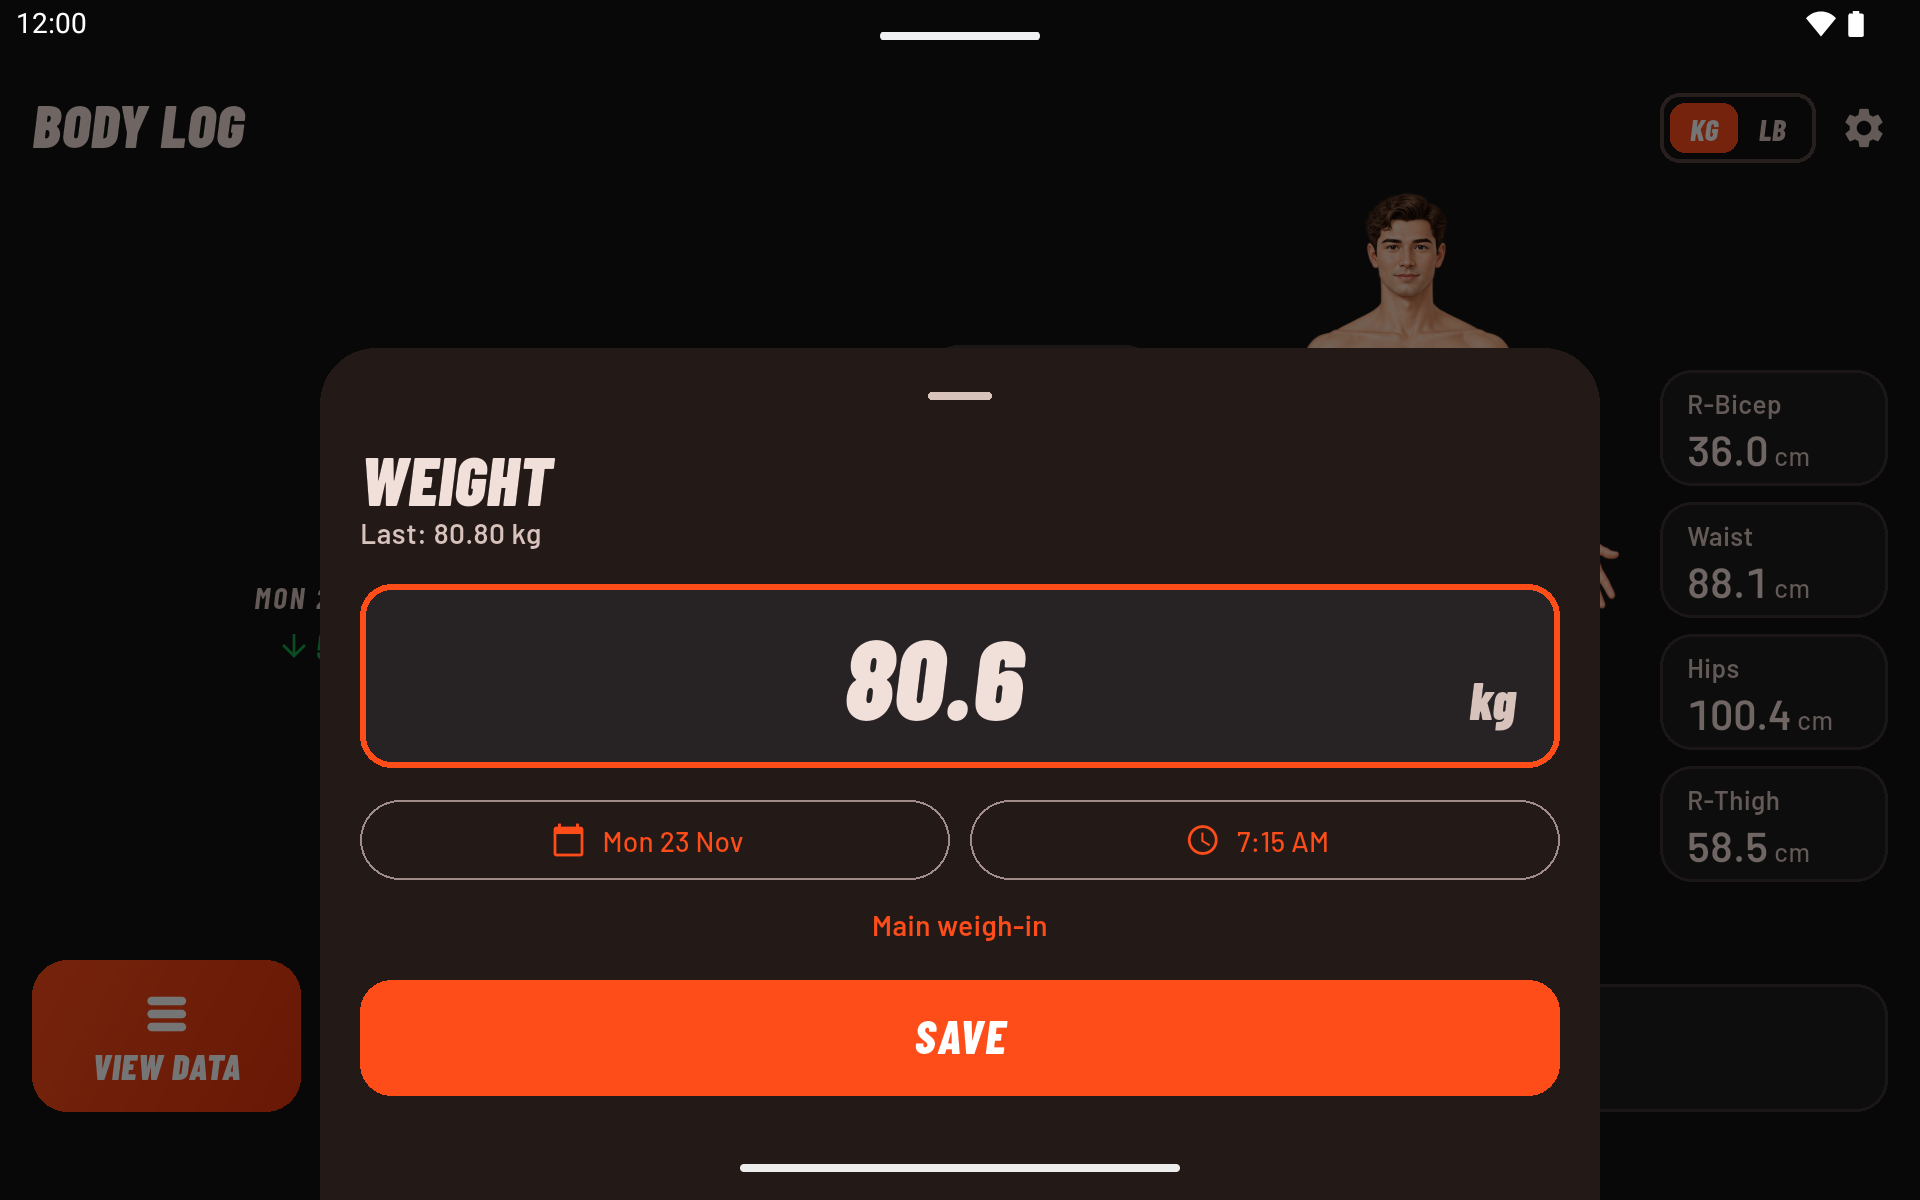 12:00
BODY LOG
KG LB
WEIGHT
Last: 80.80 kg
80.6 kg
Mon 23 Nov
7:15 AM
Main weigh-in
SAVE
MON
R-Bicep
36.0 cm
Waist
88.1 cm
Hips
100.4 cm
R-Thigh
58.5 cm
VIEW DATA